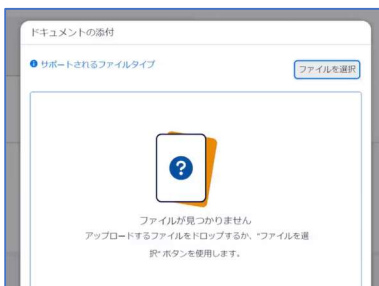 ドキュメントの添付
サポートされるファイルタイプ
ファイルを選択
ファイルが見つかりません
アップロードするファイルをドロップするか、"ファイルを選
択" ボタンを使用します。